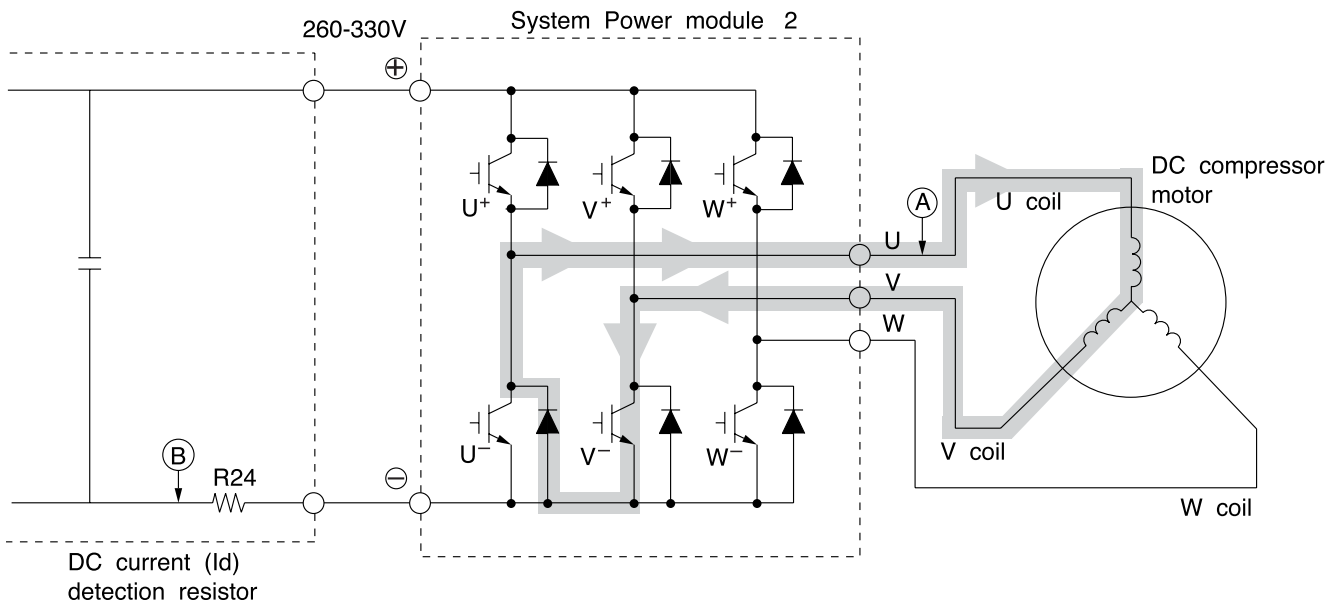 System Power module 2
260-330V
⊕
DC compressor
motor
U coil
A
U⁺
V⁺
W⁺
U
V
W
U⁻
V⁻
W⁻
V coil
B
R24
⊖
W coil
DC current (Id)
detection resistor